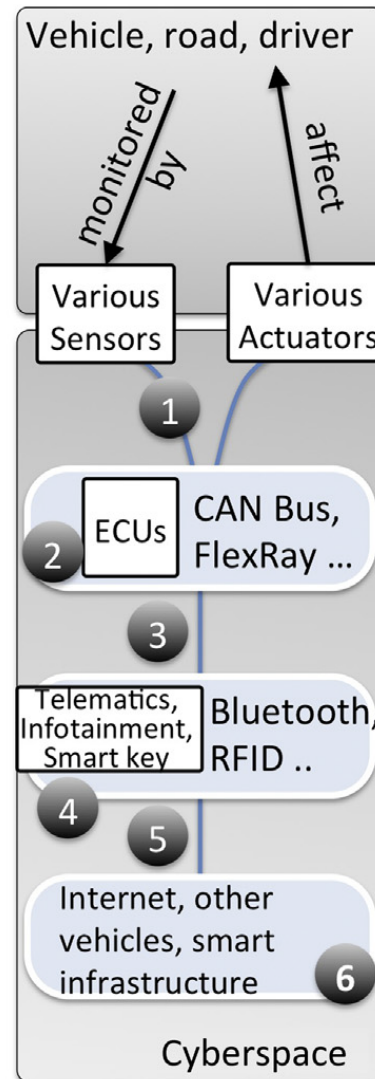 Vehicle, road, driver
monitored
by
affect
Various
Sensors
Various
Actuators
1
2
ECUs
CAN Bus,
FlexRay ...
3
Telematics,
Infotainment,
Smart key
Bluetooth,
RFID ..
4
5
Internet, other
vehicles, smart
infrastructure
6
Cyberspace